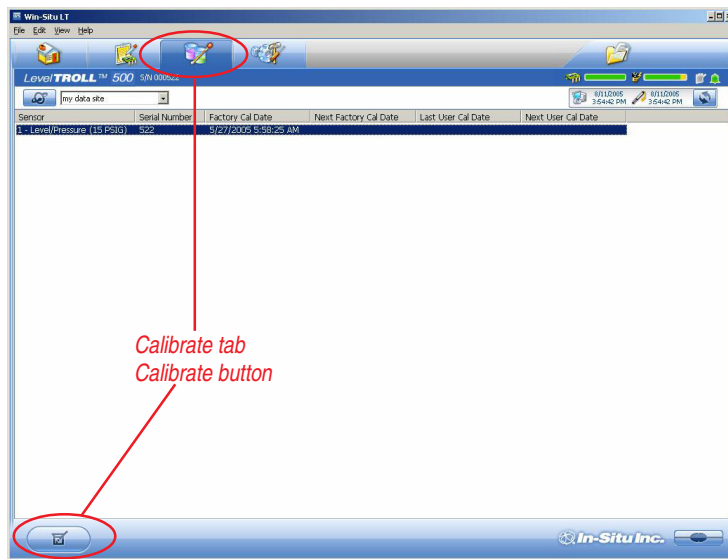 Win-Situ LT
File Edit View Help
Level TROLL™ 500 S/N 000522
my data site
8/11/2005 3:54:42 PM 8/11/2005 3:54:42 PM
Sensor Serial Number Factory Cal Date Next Factory Cal Date Last User Cal Date Next User Cal Date
1 - Level/Pressure (15 PSIG) 522 5/27/2005 5:58:25 AM
Calibrate tab
Calibrate button
In-Situ Inc.